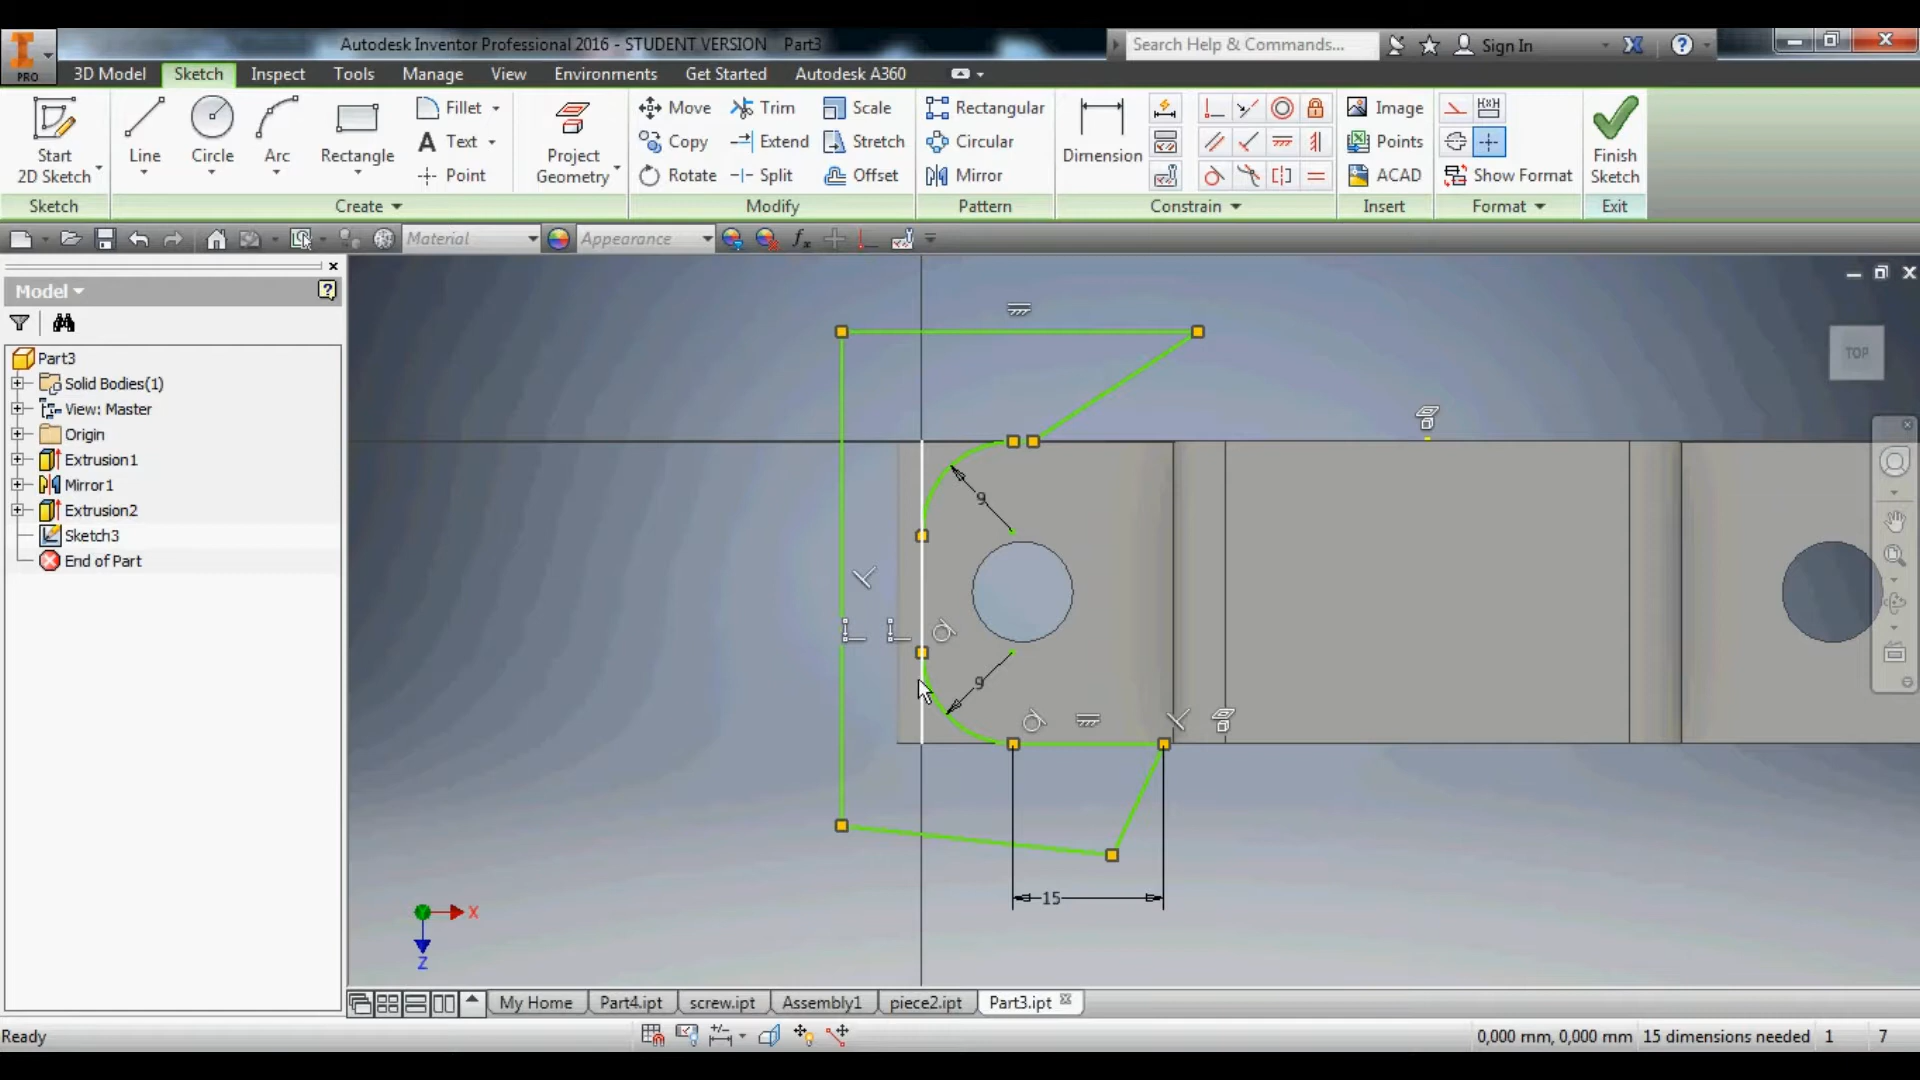 Autodesk Inventor Professional 2016 - STUDENT VERSION Part3
Search Help & Commands...
Sign In
PRO
3D Model
Sketch
Inspect
Tools
Manage
View
Environments
Get Started
Autodesk A360
Start
2D Sketch
Line
Circle
Arc
Rectangle
Fillet
Text
Point
Project
Geometry
Move
Copy
Rotate
Trim
Extend
Split
Scale
Stretch
Offset
Rectangular
Circular
Mirror
Dimension
Image
Points
ACAD
Show Format
Finish
Sketch
Sketch
Create
Modify
Pattern
Constrain
Insert
Format
Exit
Material
Appearance
fx
Model
Part3
Solid Bodies(1)
View: Master
Origin
Extrusion1
Mirror1
Extrusion2
Sketch3
End of Part
TOP
9
9
15
X
Z
My Home
Part4.ipt
screw.ipt
Assembly1
piece2.ipt
Part3.ipt
Ready
0,000 mm, 0,000 mm
15 dimensions needed
1
7